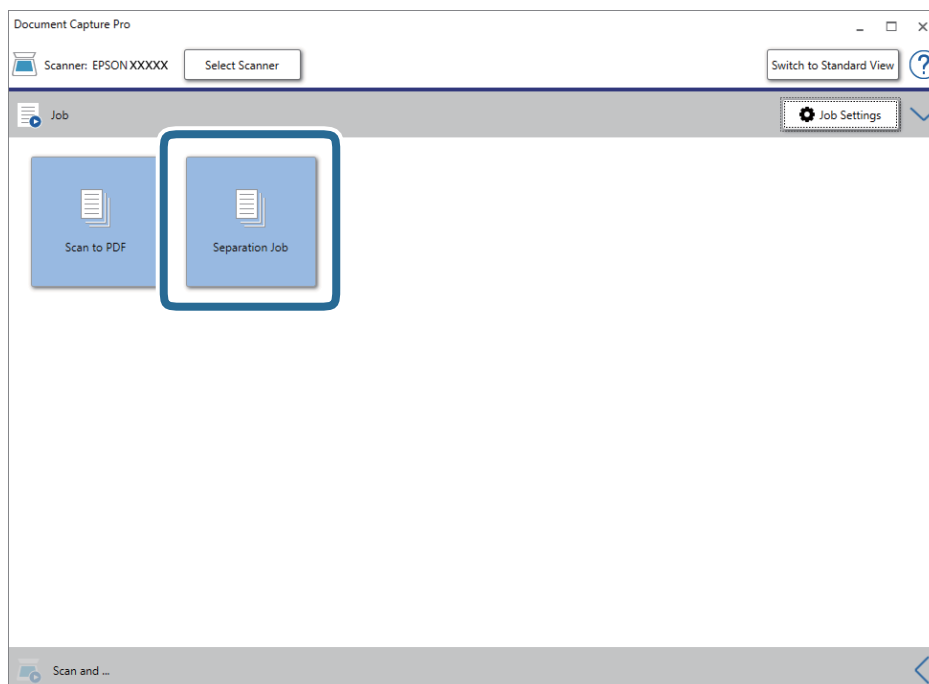 Document Capture Pro
Scanner: EPSON XXXXX Select Scanner Switch to Standard View ?
Job Job Settings
Scan to PDF Separation Job
Scan and ...